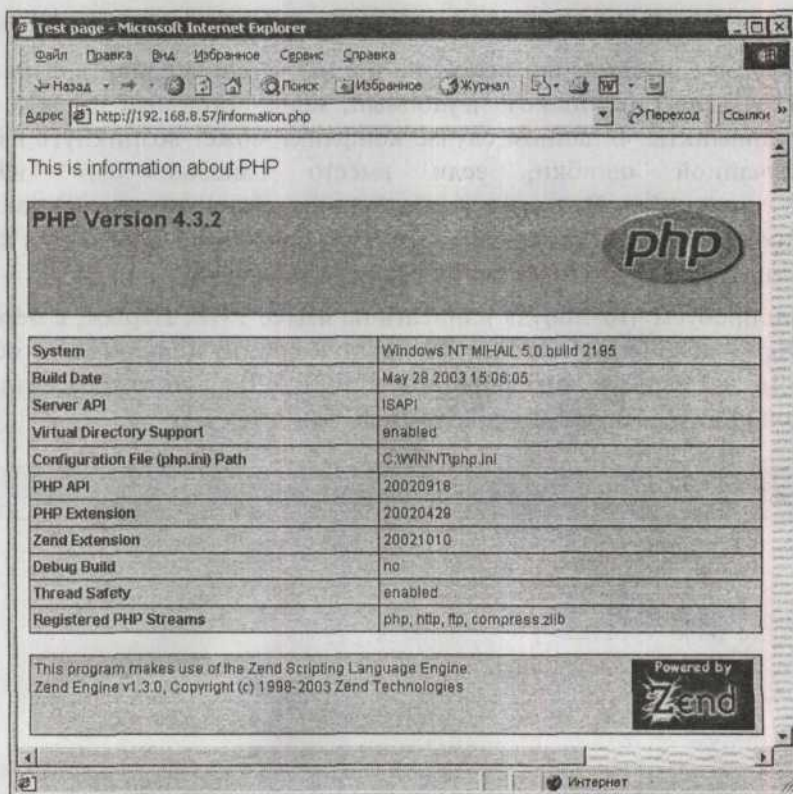 Test page - Microsoft Internet Explorer
Файл Правка Вид Избранное Сервис Справка
Назад Поиск Избранное Журнал
Адрес http://192.168.8.57/information.php Переход Ссылки »
This is information about PHP
PHP Version 4.3.2
php
System Windows NT MIHAIL 5.0 build 2195
Build Date May 28 2003 15:06:05
Server API ISAPI
Virtual Directory Support enabled
Configuration File (php.ini) Path C:\WINNT\php.ini
PHP API 20020918
PHP Extension 20020429
Zend Extension 20021010
Debug Build no
Thread Safety enabled
Registered PHP Streams php, http, ftp, compress.zlib
This program makes use of the Zend Scripting Language Engine:
Zend Engine v1.3.0, Copyright (c) 1998-2003 Zend Technologies
Powered by
Zend
Интернет